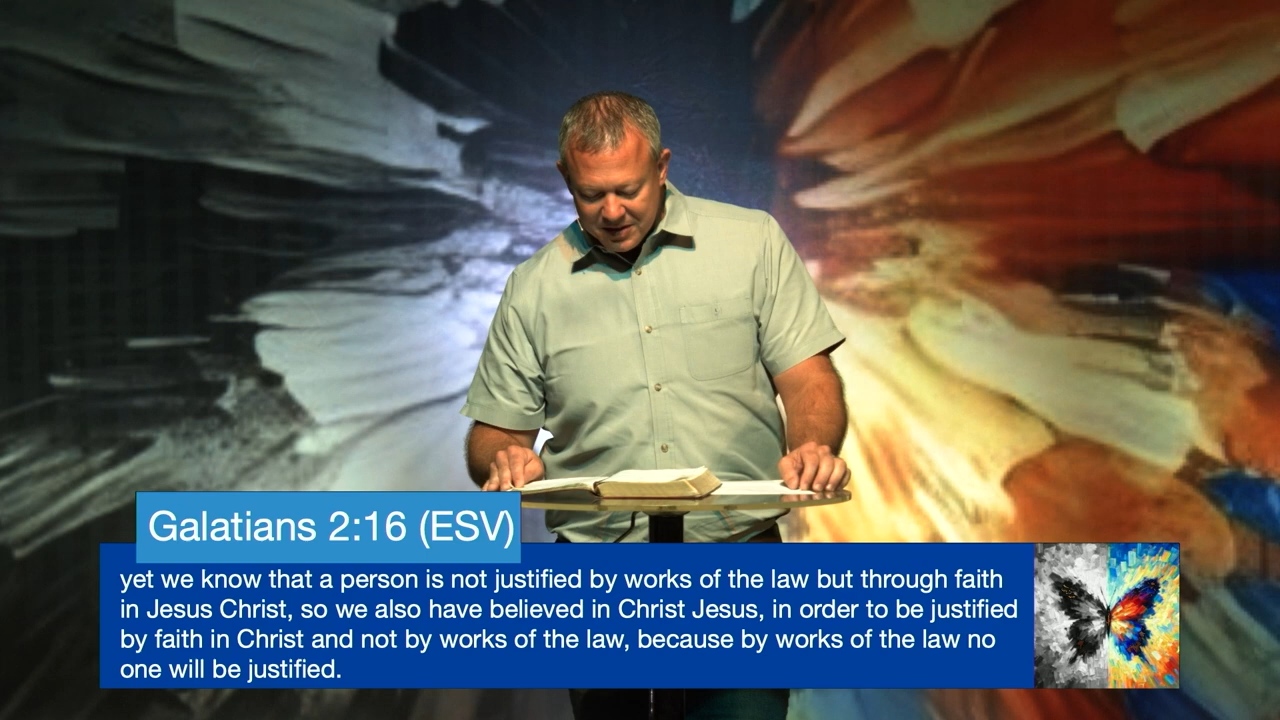 Galatians 2:16 (ESV)
yet we know that a person is not justified by works of the law but through faith
in Jesus Christ, so we also have believed in Christ Jesus, in order to be justified
by faith in Christ and not by works of the law, because by works of the law no
one will be justified.